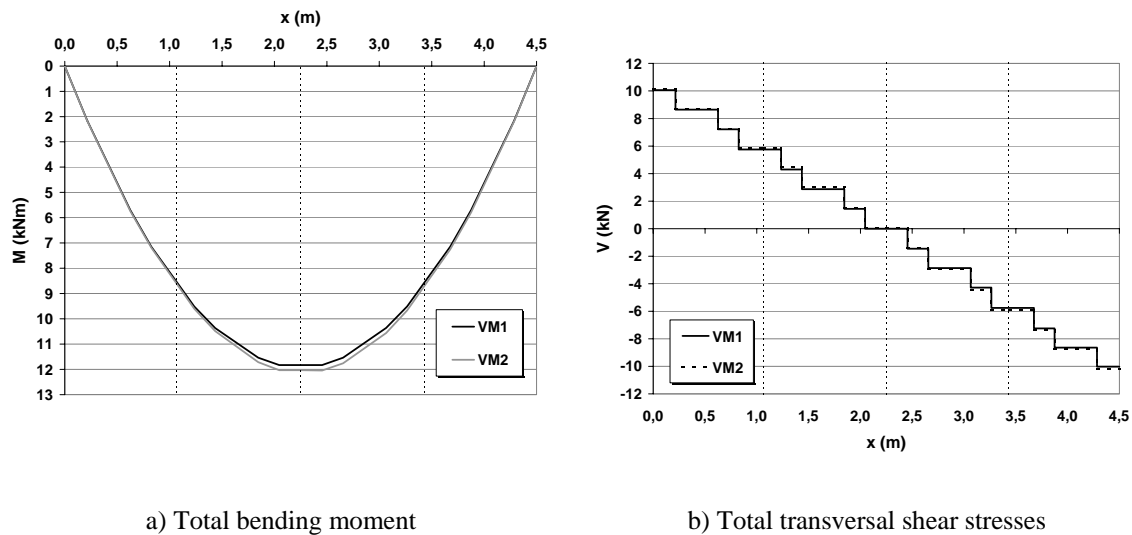 x (m)
0,0 0,5 1,0 1,5 2,0 2,5 3,0 3,5 4,0 4,5
0
1
2
3
4
5
6
7
8
9
10
11
12
13
M (kNm)
VM1
VM2
a) Total bending moment
12
10
8
6
4
2
0
-2
-4
-6
-8
-10
-12
V (kN)
VM1
VM2
0,0 0,5 1,0 1,5 2,0 2,5 3,0 3,5 4,0 4,5
x (m)
b) Total transversal shear stresses